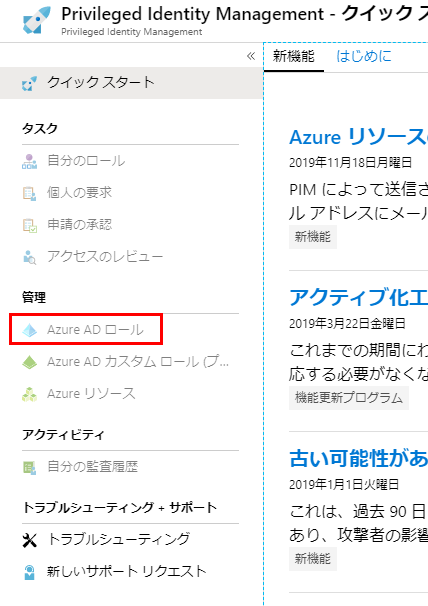 Privileged Identity Management - クイック ス
Privileged Identity Management
«
新機能 はじめに
クイック スタート
タスク
自分のロール
個人の要求
申請の承認
アクセスのレビュー
管理
Azure AD ロール
Azure AD カスタム ロール (プ...
Azure リソース
アクティビティ
自分の監査履歴
トラブルシューティング + サポート
トラブルシューティング
新しいサポート リクエスト
Azure リソース
2019年11月18日月曜日
PIM によって送信さ
ル アドレスにメール
新機能
アクティブ化エ
2019年3月22日金曜日
これまでの期間にわ
応する必要がなくな
機能更新プログラム
古い可能性があ
2019年1月1日火曜日
これは、過去 90 日
あり、攻撃者の影響
新機能